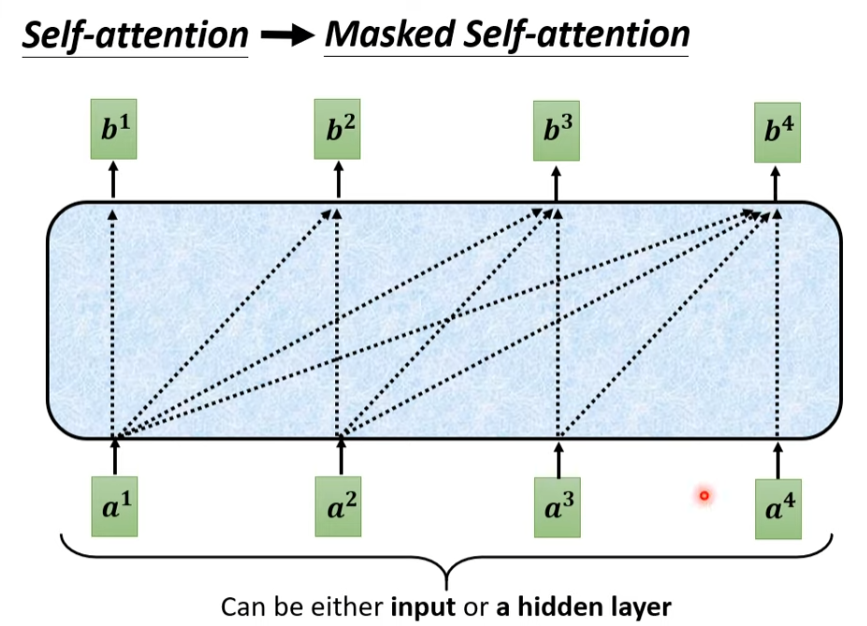 Self-attention → Masked Self-attention
b¹ b² b³ b⁴
a¹ a² a³ a⁴
Can be either input or a hidden layer